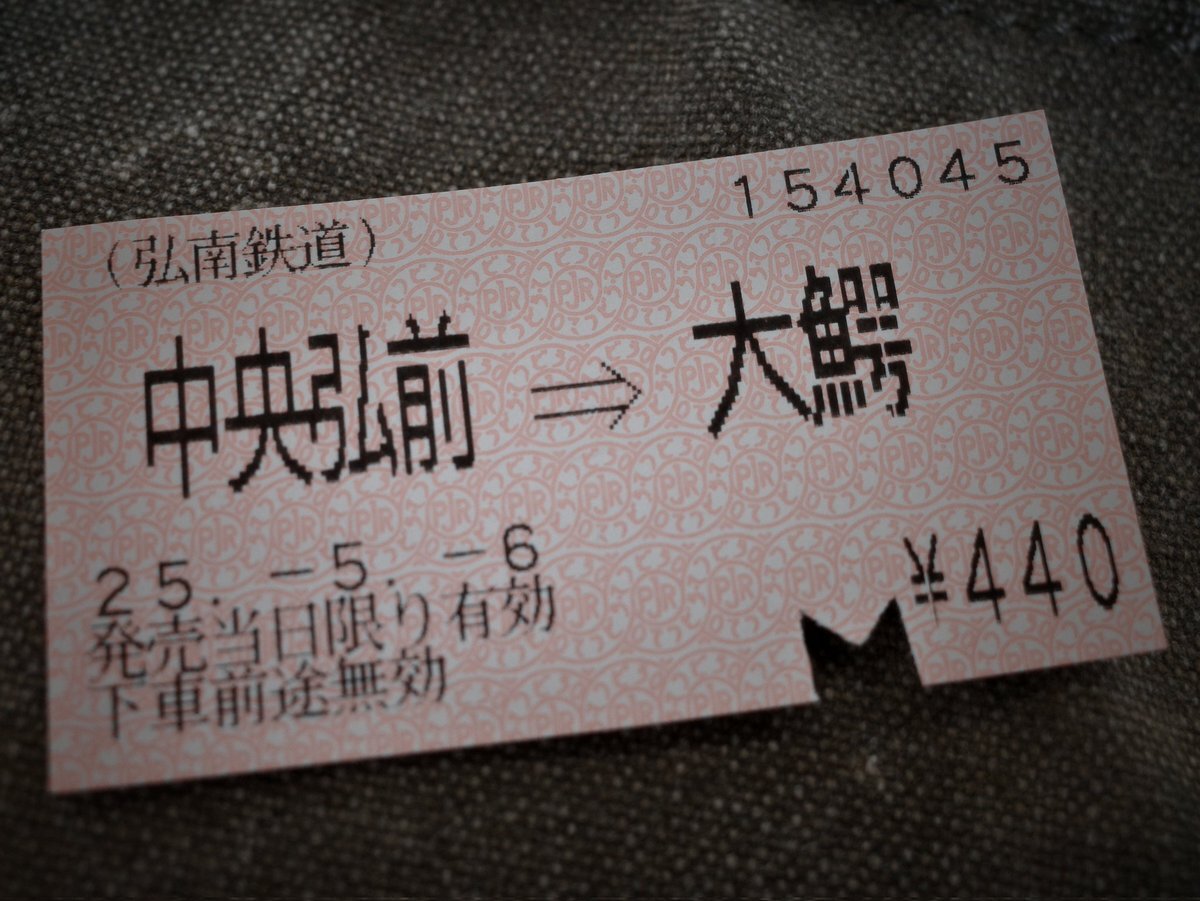 154045
(弘南鉄道)
中央弘前⇒大鰐
25.-5.-6
¥440
発売当日限り有効
下車前途無効